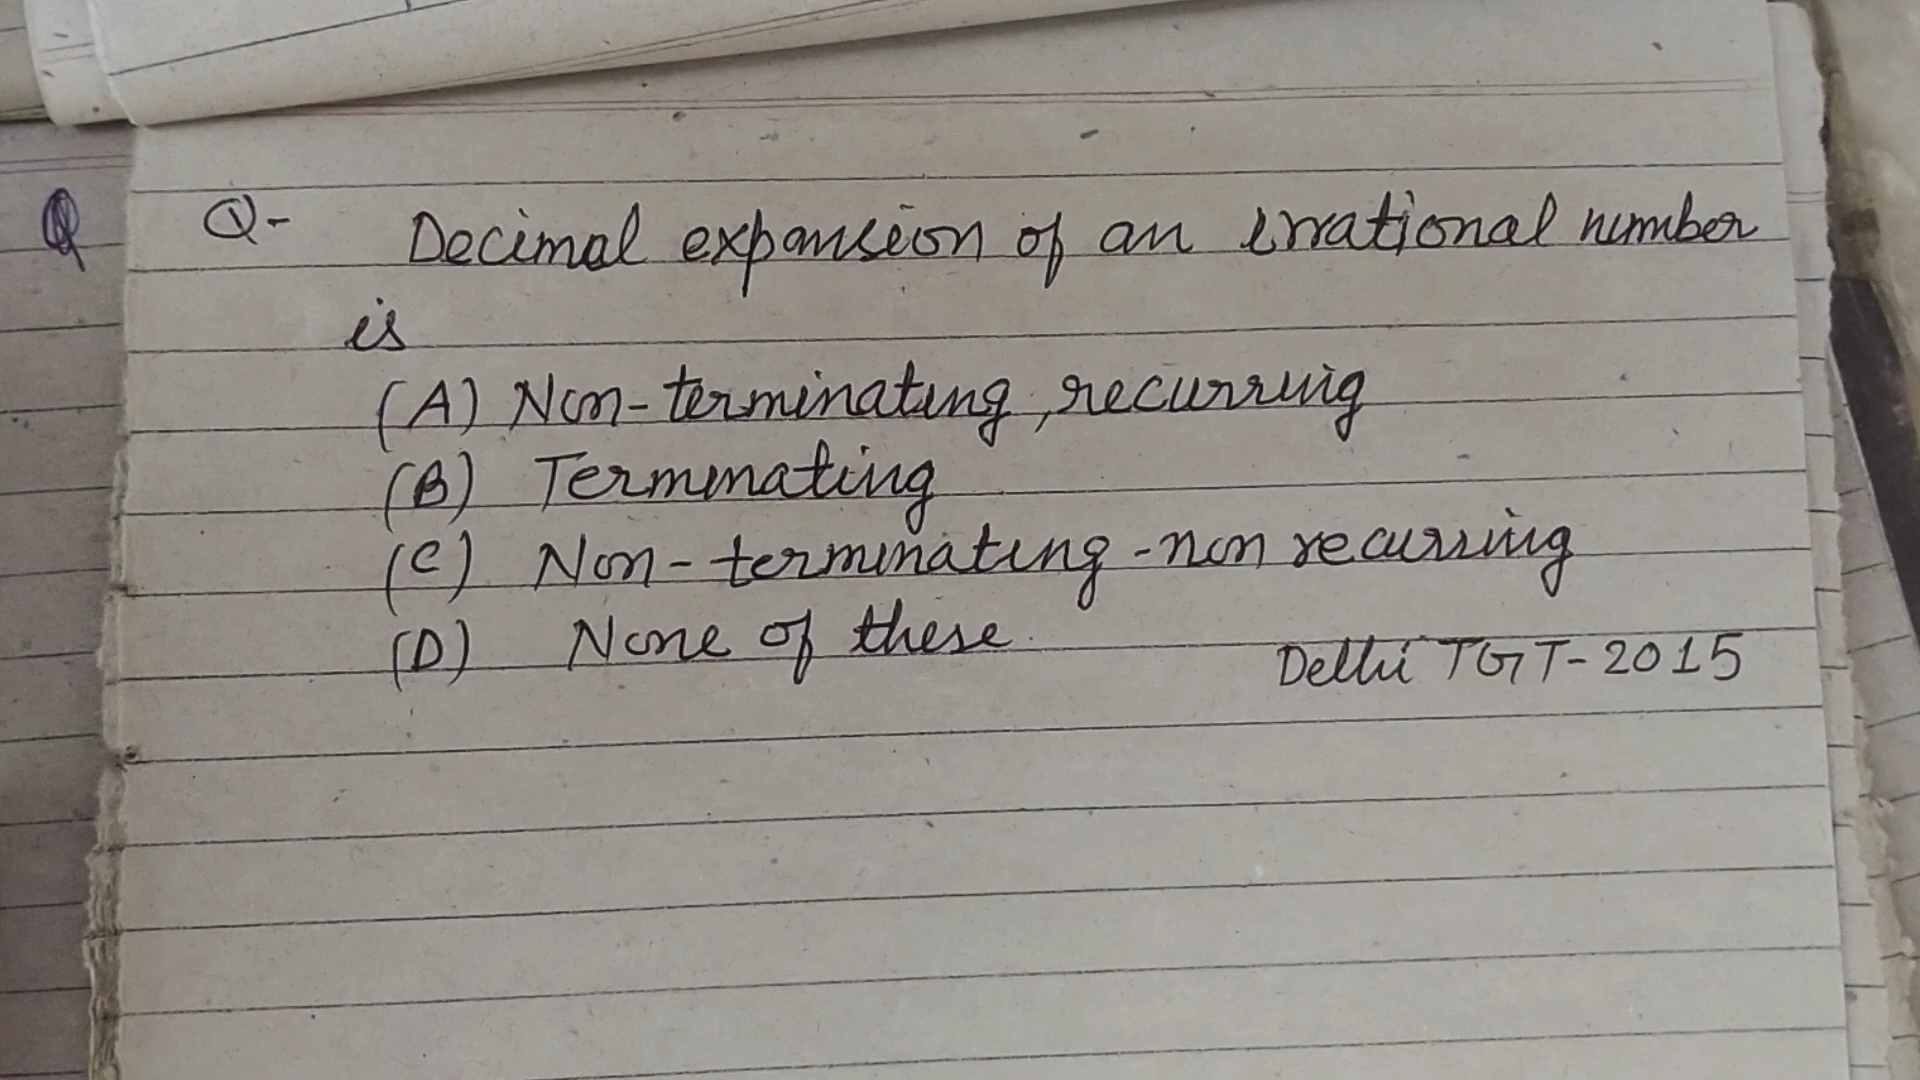 Q Q- Decimal expansion of an irrational number
is
(A) Non-terminating, recurring
(B) Terminating
(C) Non-terminating-non recurring
(D) None of these.
Delhi TGT-2015